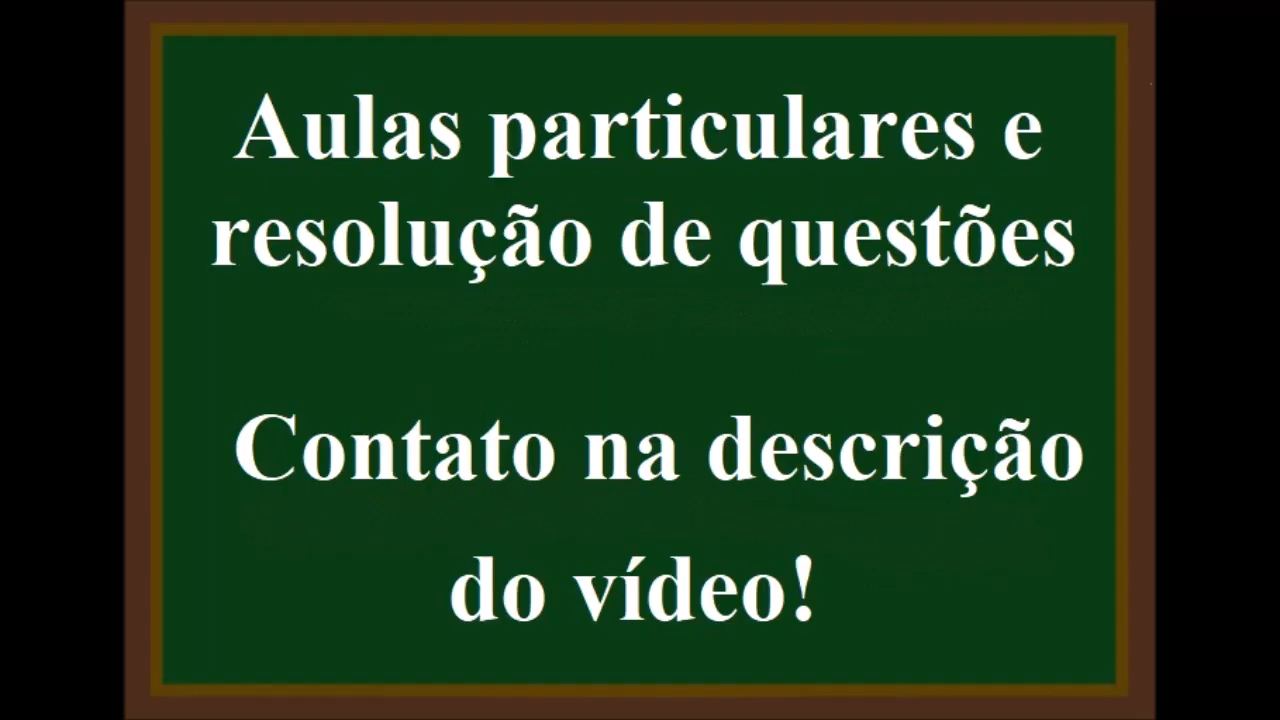 Aulas particulares e
resolução de questões
Contato na descrição
do vídeo!